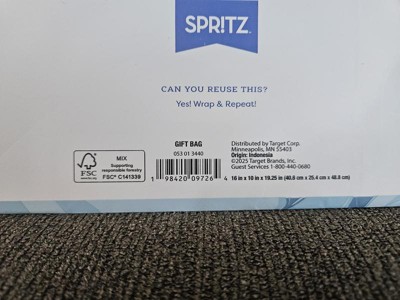 SPRITZ™
CAN YOU REUSE THIS?
Yes! Wrap & Repeat!
GIFT BAG
053 01 3440
Distributed by Target Corp.
Minneapolis, MN 55403
Origin: Indonesia
©2025 Target Brands, Inc.
Guest Services 1-800-440-0680
FSC
MIX
Supporting
responsible forestry
FSC® C141339
1 98420 09726 4
16 in x 10 in x 19.25 in (40.6 cm x 25.4 cm x 48.9 cm)